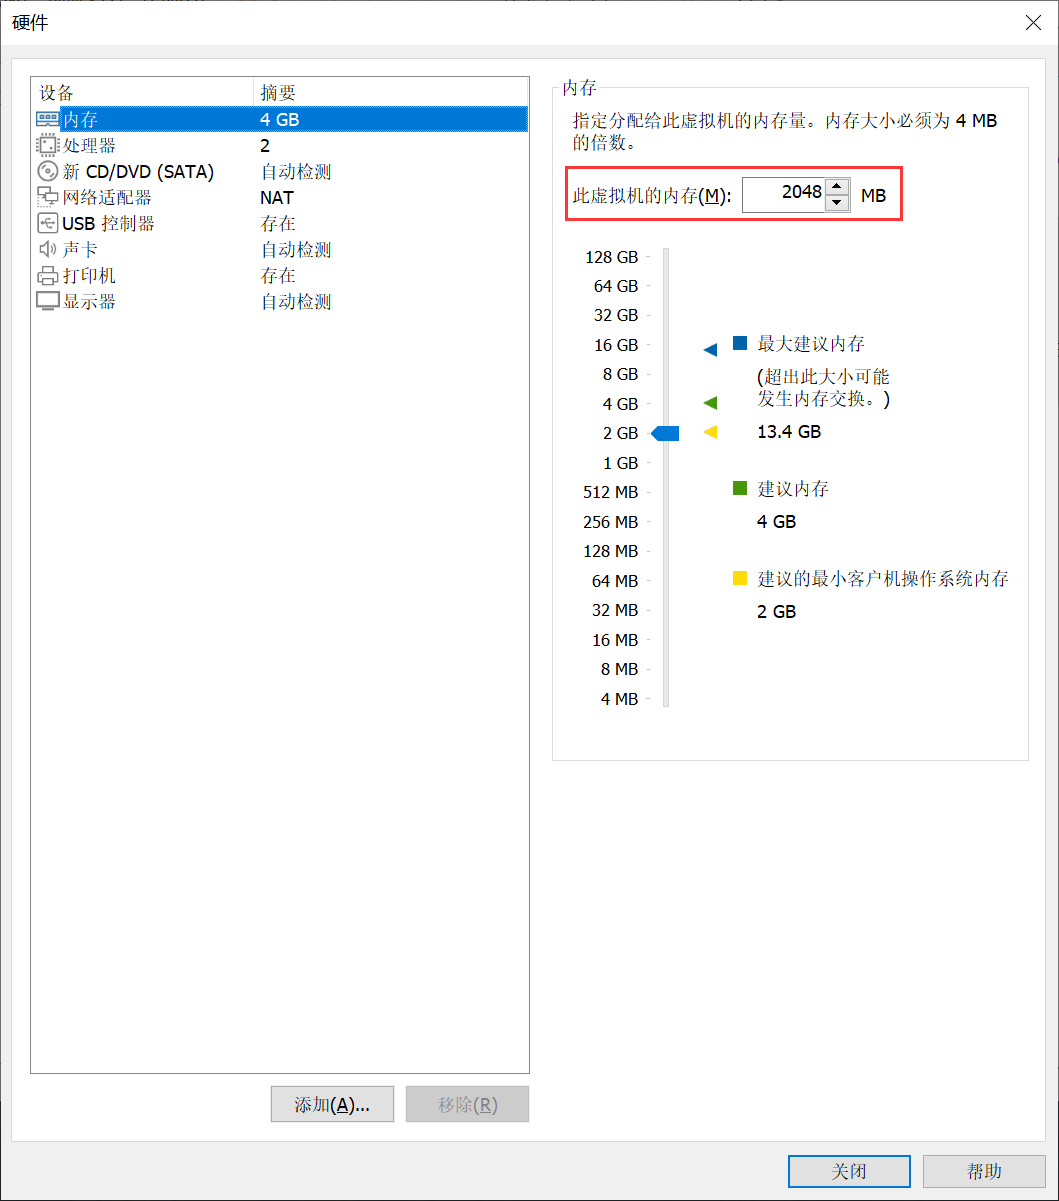 硬件
设备 摘要
内存 4 GB
处理器 2
新 CD/DVD (SATA) 自动检测
网络适配器 NAT
USB 控制器 存在
声卡 自动检测
打印机 存在
显示器 自动检测
添加(A)... 移除(R)
内存
指定分配给此虚拟机的内存量。内存大小必须为 4 MB
的倍数。
此虚拟机的内存(M): 2048 MB
128 GB
64 GB
32 GB
16 GB
8 GB
4 GB
2 GB
1 GB
512 MB
256 MB
128 MB
64 MB
32 MB
16 MB
8 MB
4 MB
最大建议内存
(超出此大小可能
发生内存交换。)
13.4 GB
建议内存
4 GB
建议的最小客户机操作系统内存
2 GB
关闭 帮助